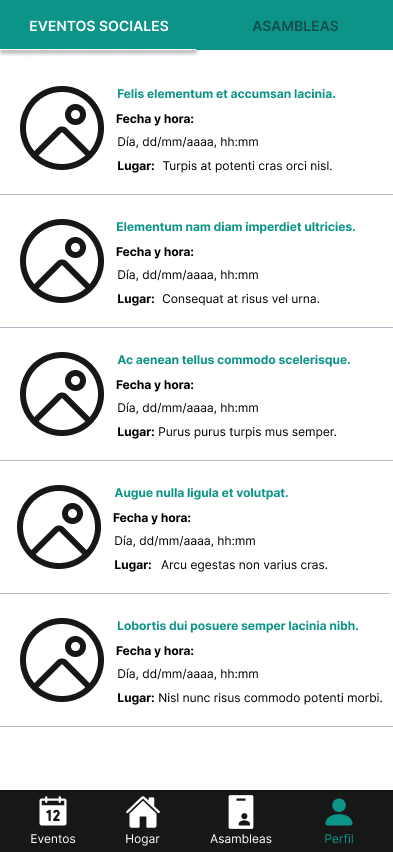 EVENTOS SOCIALES
ASAMBLEAS
Felis elementum et accumsan lacinia.
Fecha y hora:
Día, dd/mm/aaaa, hh:mm
Lugar: Turpis at potenti cras orci nisl.
Elementum nam diam imperdiet ultricies.
Fecha y hora:
Día, dd/mm/aaaa, hh:mm
Lugar: Consequat at risus vel urna.
Ac aenean tellus commodo scelerisque.
Fecha y hora:
Día, dd/mm/aaaa, hh:mm
Lugar: Purus purus turpis mus semper.
Augue nulla ligula et volutpat.
Fecha y hora:
Día, dd/mm/aaaa, hh:mm
Lugar: Arcu egestas non varius cras.
Lobortis dui posuere semper lacinia nibh.
Fecha y hora:
Día, dd/mm/aaaa, hh:mm
Lugar: Nisl nunc risus commodo potenti morbi.
12
Eventos
Hogar
Asambleas
Perfil